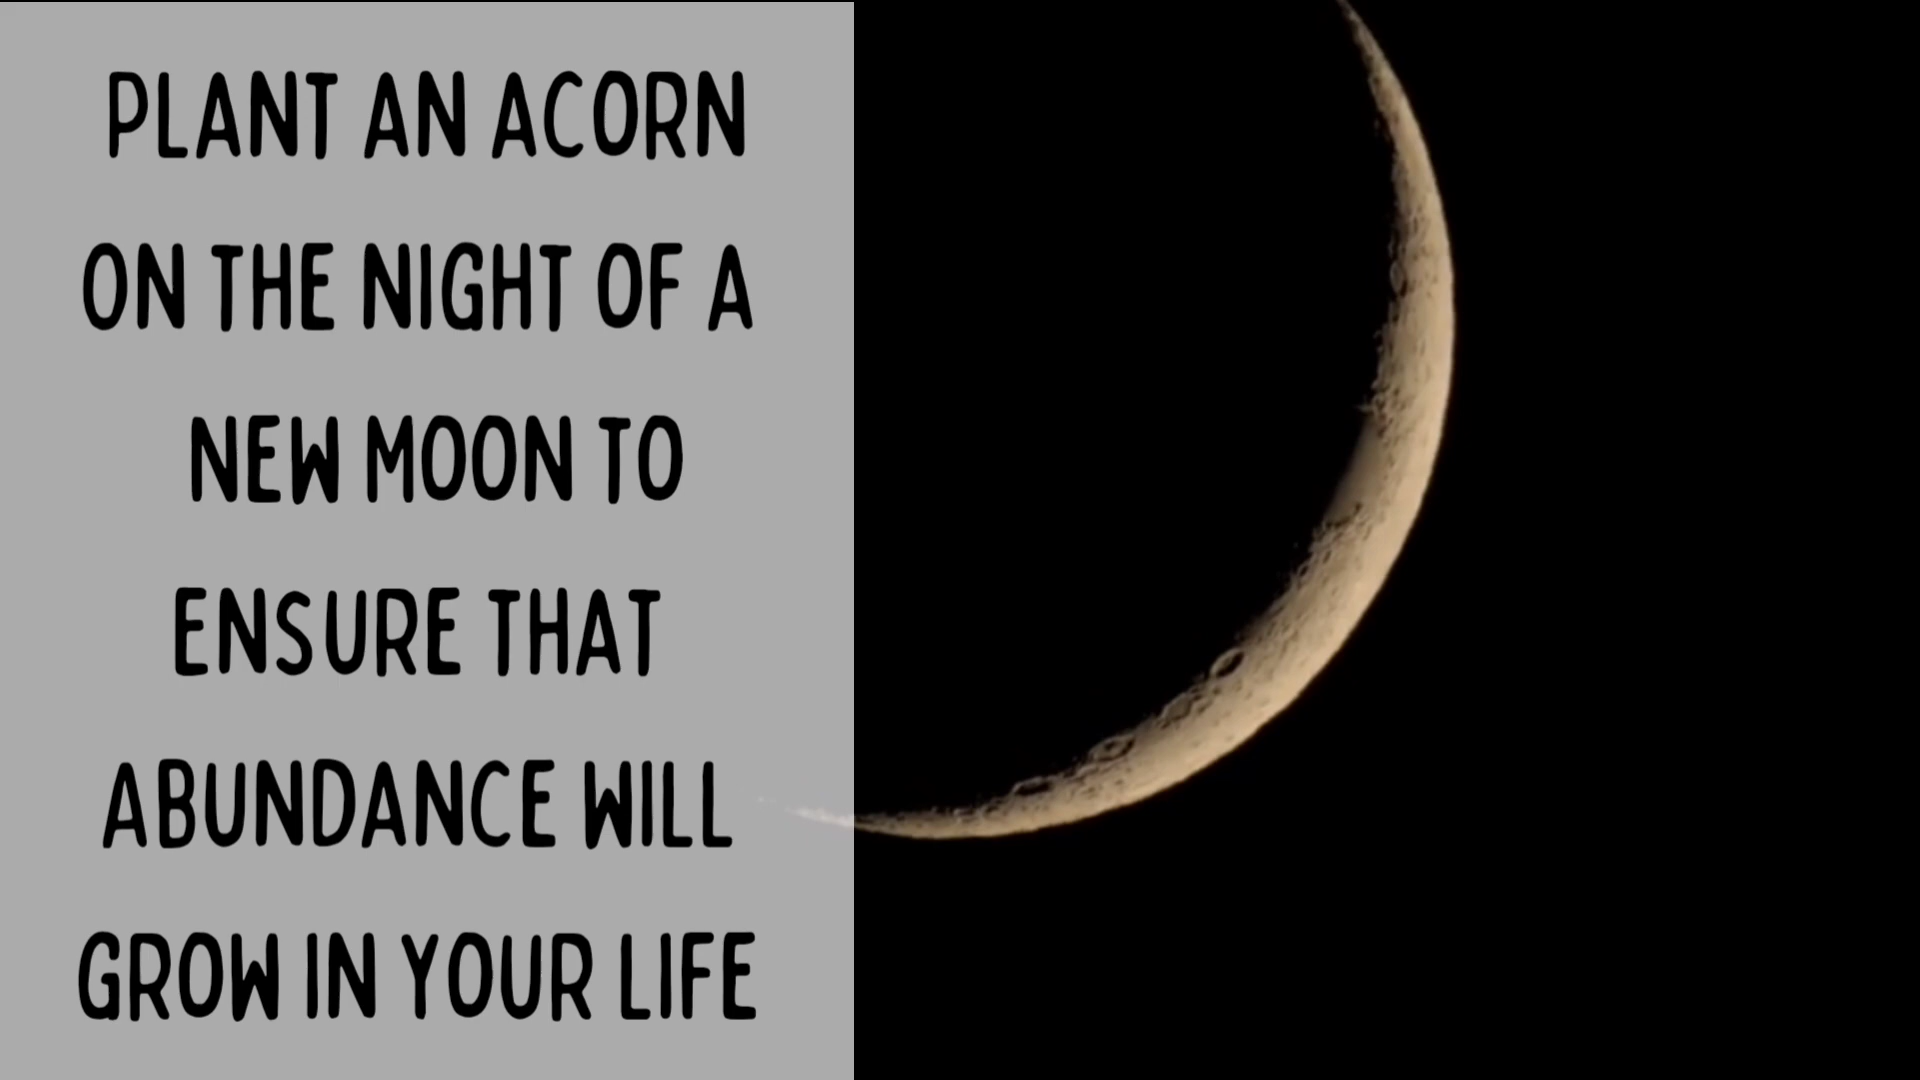 PLANT AN ACORN
ON THE NIGHT OF A
NEW MOON TO
ENSURE THAT
ABUNDANCE WILL
GROW IN YOUR LIFE